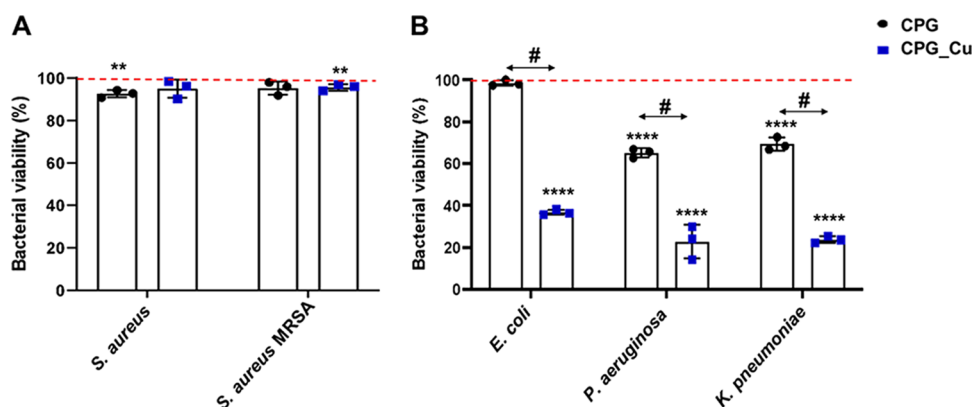 A
Bacterial viability (%)
100
80
60
40
20
0
**
**
S. aureus
S. aureus MRSA
B
CPG
CPG_Cu
Bacterial viability (%)
100
80
60
40
20
0
#
#
#
****
****
****
****
****
E. coli
P. aeruginosa
K. pneumoniae